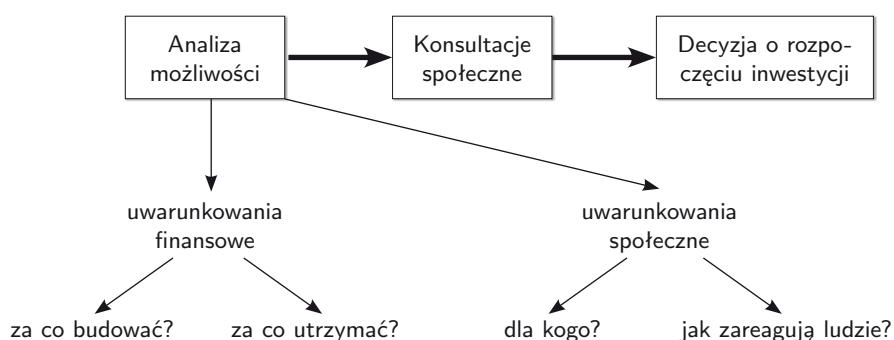 Analiza
możliwości
Konsultacje
społeczne
Decyzja o rozpo-
częciu inwestycji
uwarunkowania
finansowe
uwarunkowania
społeczne
za co budować?
za co utrzymać?
dla kogo?
jak zareagują ludzie?